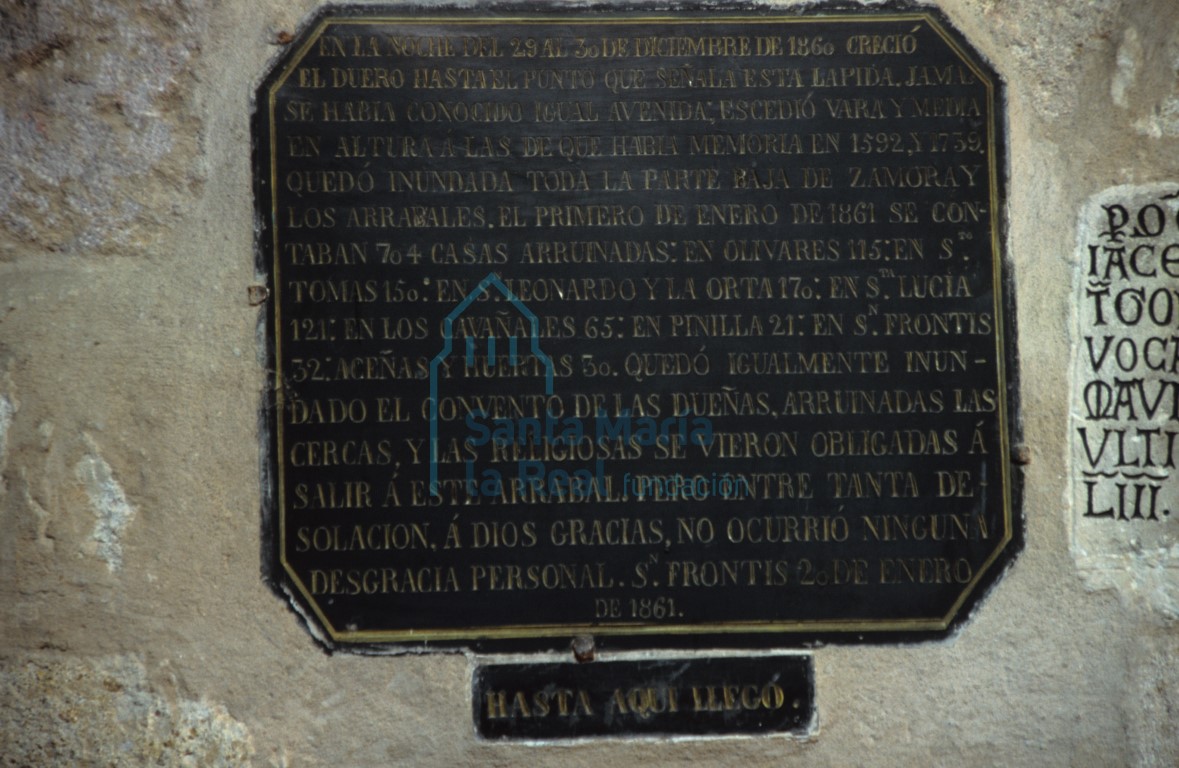 EN LA NOCHE DEL 29 AL 30 DE DICIEMBRE DE 1860 CRECIÓ
EL DUERO HASTA EL PUNTO QUE SEÑALA ESTA LAPIDA, JAMAS
SE HABIA CONOCIDO IGUAL AVENIDA; ESCEDIÓ VARA Y MEDIA
EN ALTURA A LAS DE QUE HABIA MEMORIA EN 1592, Y 1739.
QUEDÓ INUNDADA TODA LA PARTE BAJA DE ZAMORA Y
LOS ARRABALES. EL PRIMERO DE ENERO DE 1861 SE CON-
TABAN 704 CASAS ARRUINADAS: EN OLIVARES 115: EN S.TO
TOMAS 150: EN S. LEONARDO Y LA ORTA 170: EN S.TA LUCÍA
121: EN LOS CAVAÑALES 65: EN PINILLA 21: EN S.N FRONTIS
32: ACEÑAS Y HUERTAS 30. QUEDÓ IGUALMENTE INUN-
DADO EL CONVENTO DE LAS DUEÑAS, ARRUINADAS LAS
CERCAS, Y LAS RELIGIOSAS SE VIERON OBLIGADAS Á
SALIR Á ESTE ARRABAL. PERO ENTRE TANTA DE-
SOLACION, Á DIOS GRACIAS, NO OCURRIÓ NINGUNA
DESGRACIA PERSONAL. S.N FRONTIS 20 DE ENERO
DE 1861.
HASTA AQUI LLEGO.
Santa María
La Real fundación
IACE
VOCA
MAVR
VLTI
LIII.